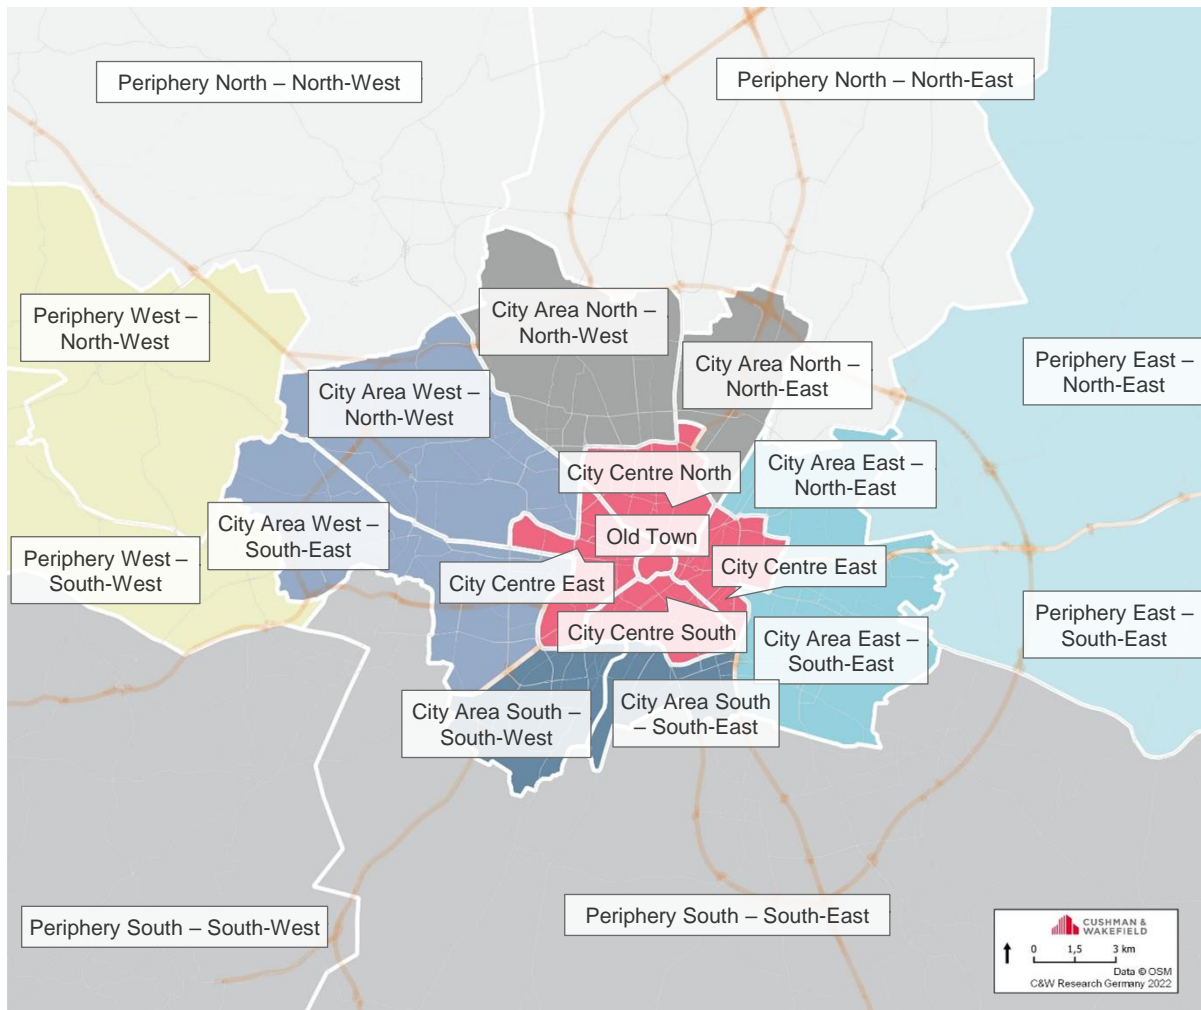 Periphery North – North-West
Periphery North – North-East
Periphery West –
North-West
City Area North –
North-West
City Area North –
North-East
Periphery East –
North-East
City Area West –
North-West
City Centre North
City Area East –
North-East
City Area West –
South-East
Old Town
Periphery West –
South-West
City Centre East
City Centre East
City Centre South
Periphery East –
South-East
City Area East –
South-East
City Area South –
South-West
City Area South
– South-East
Periphery South – South-West
Periphery South – South-East
CUSHMAN &
WAKEFIELD
0 1,5 3 km
Data © OSM
C&W Research Germany 2022